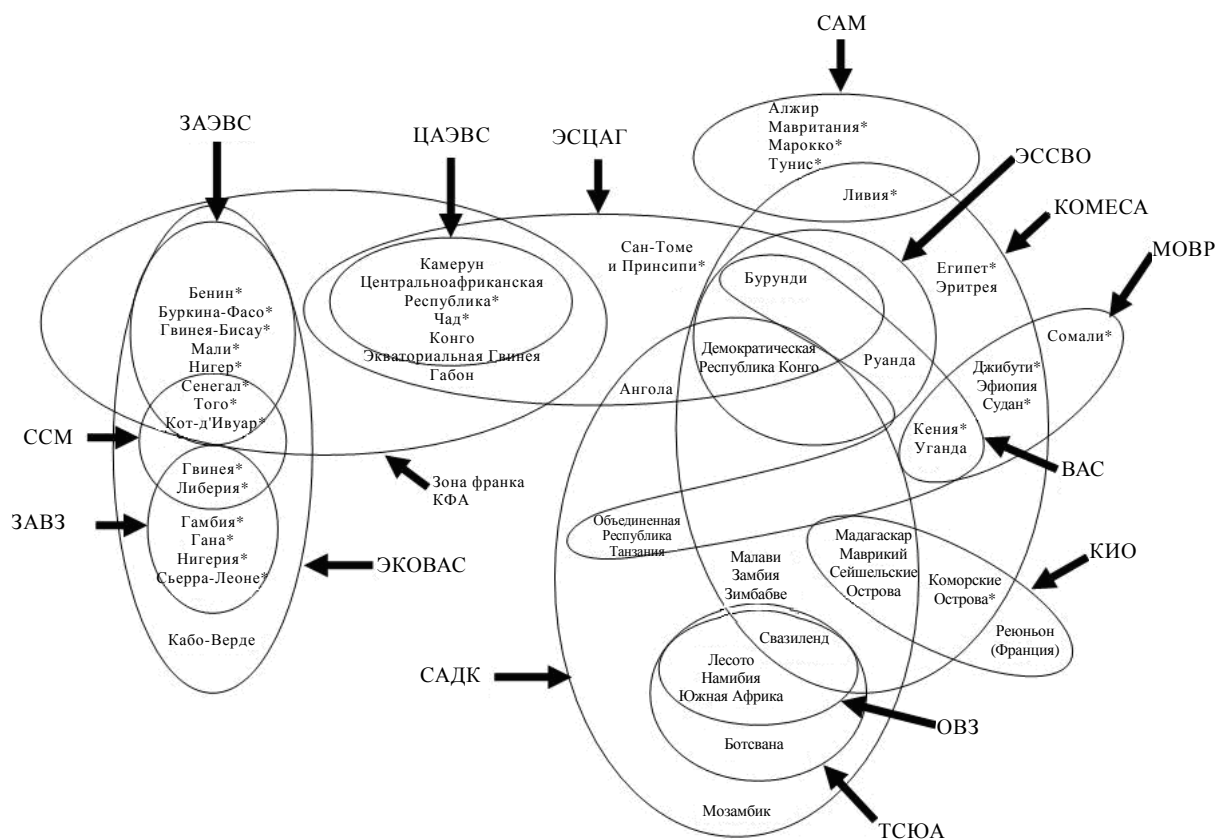 САМ
ЗАЭВС
ЦАЭВС
ЭСЦАГ
Алжир
Мавритания*
Марокко*
Тунис*
ЭССВО
Ливия*
КОМЕСА
МОВР
Сан-Томе
и Принсипи*
Египет*
Эритрея
Бурунди
Камерун
Центральноафриканская
Республика*
Чад*
Конго
Экваториальная Гвинея
Габон
Бенин*
Буркина-Фасо*
Гвинея-Бисау*
Мали*
Нигер*
Сенегал*
Того*
Кот-д'Ивуар*
Сомали*
Демократическая
Республика Конго
Руанда
Джибути*
Эфиопия
Судан*
Ангола
Кения*
Уганда
ССМ
ВАС
Гвинея*
Либерия*
Зона франка
КФА
ЗАВЗ
Гамбия*
Гана*
Нигерия*
Сьерра-Леоне*
ЭКОВАС
Объединенная
Республика
Танзания
Малави
Замбия
Зимбабве
Мадагаскар
Маврикий
Сейшельские
Острова
КИО
Коморские
Острова*
Реюньон
(Франция)
Кабо-Верде
Свазиленд
САДК
Лесото
Намибия
Южная Африка
ОВЗ
Ботсвана
Мозамбик
ТСЮА